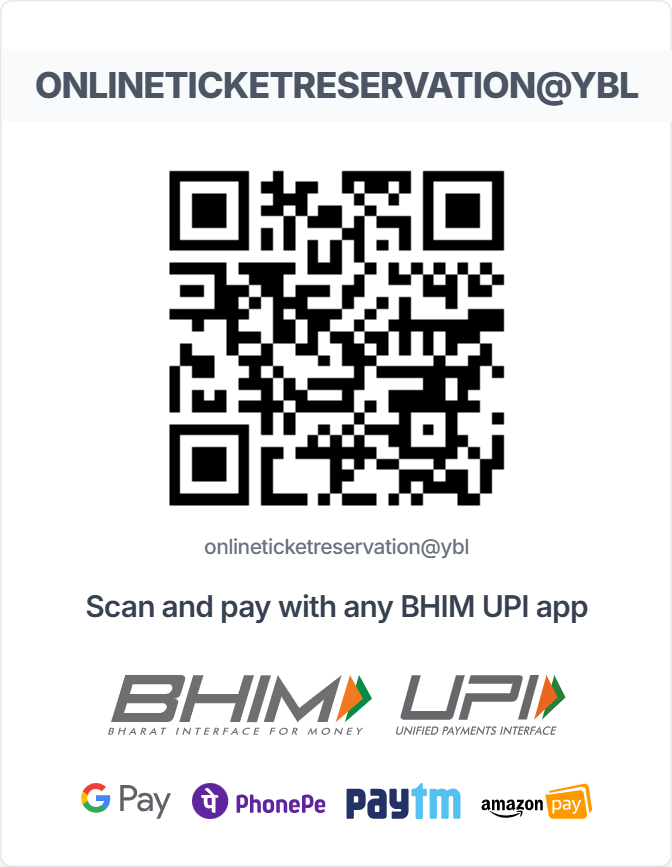 ONLINETICKETRESERVATION@YBL
onlineticketreservation@ybl
Scan and pay with any BHIM UPI app
BHIM UPI
BHARAT INTERFACE FOR MONEY UNIFIED PAYMENTS INTERFACE
G Pay पे PhonePe paytm amazon pay